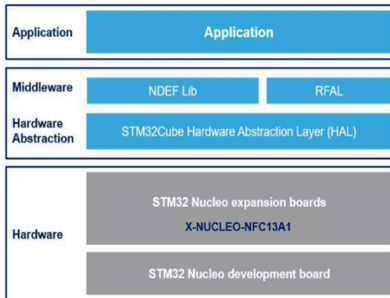 Application
Application
Middleware
NDEF Lib
RFAL
Hardware
Abstraction
STM32Cube Hardware Abstraction Layer (HAL)
Hardware
STM32 Nucleo expansion boards
X-NUCLEO-NFC13A1
STM32 Nucleo development board